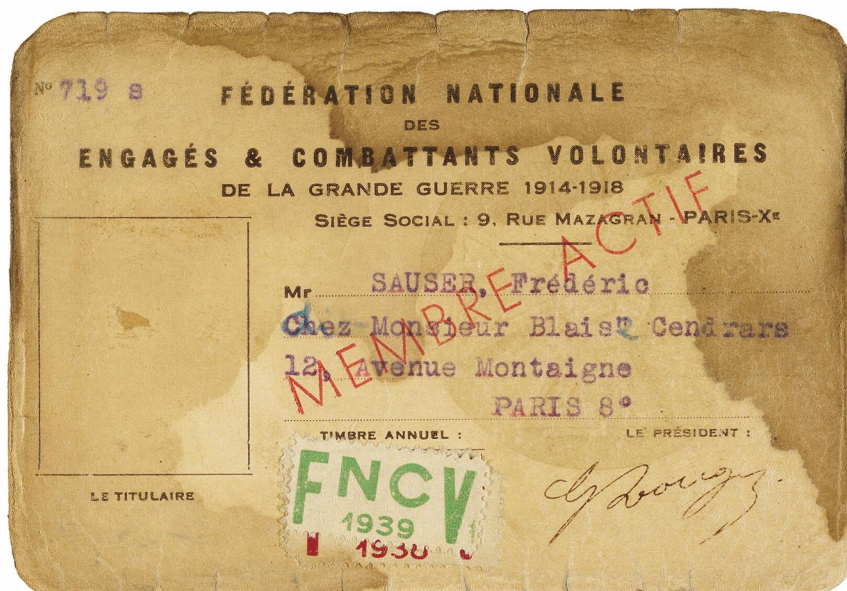 No 719 s
FÉDÉRATION NATIONALE
DES
ENGAGÉS & COMBATTANTS VOLONTAIRES
DE LA GRANDE GUERRE 1914-1918
SIÈGE SOCIAL : 9, RUE MAZAGRAN - PARIS-Xe
MEMBRE ACTIF
Mr SAUSER, Frédéric
Chez Monsieur Blaise Cendrars
12, Avenue Montaigne
PARIS 8°
TIMBRE ANNUEL :
LE PRÉSIDENT :
LE TITULAIRE
FNCV
1939
1938